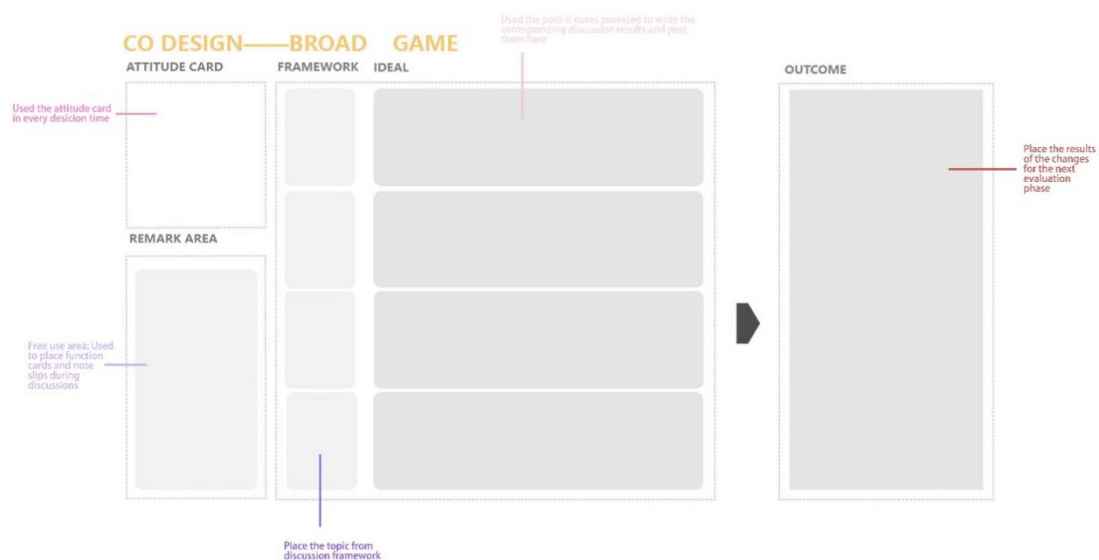 Used the post-it notes provided to write the
corresponding discussion results and post
them here
CO DESIGN——BROAD GAME
ATTITUDE CARD
FRAMEWORK
IDEAL
OUTCOME
Used the attitude card
in every desicion time
Place the results
of the changes
for the next
evaluation
phase
REMARK AREA
Free use area: Used
to place function
cards and note
slips during
discussions
Place the topic from
discussion framework